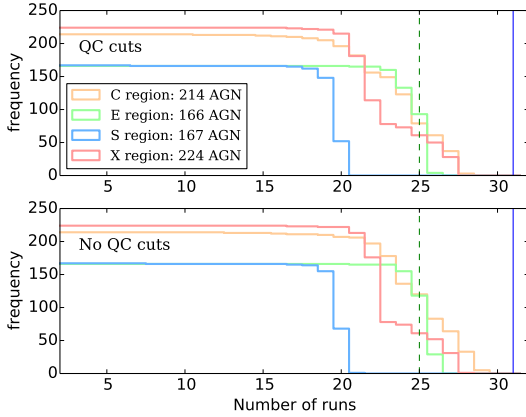 250
200
150
100
50
0
frequency
QC cuts
C region: 214 AGN
E region: 166 AGN
S region: 167 AGN
X region: 224 AGN
5 10 15 20 25 30
250
200
150
100
50
0
frequency
No QC cuts
5 10 15 20 25 30
Number of runs